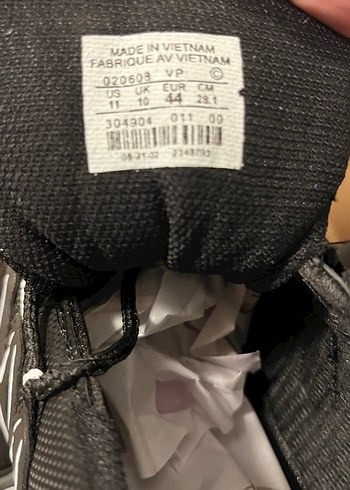 MADE IN VIETNAM
FABRIQUE AV VIETNAM
020608 VP ©
US UK EUR CM
11 10 44 28.1
304904 011 00